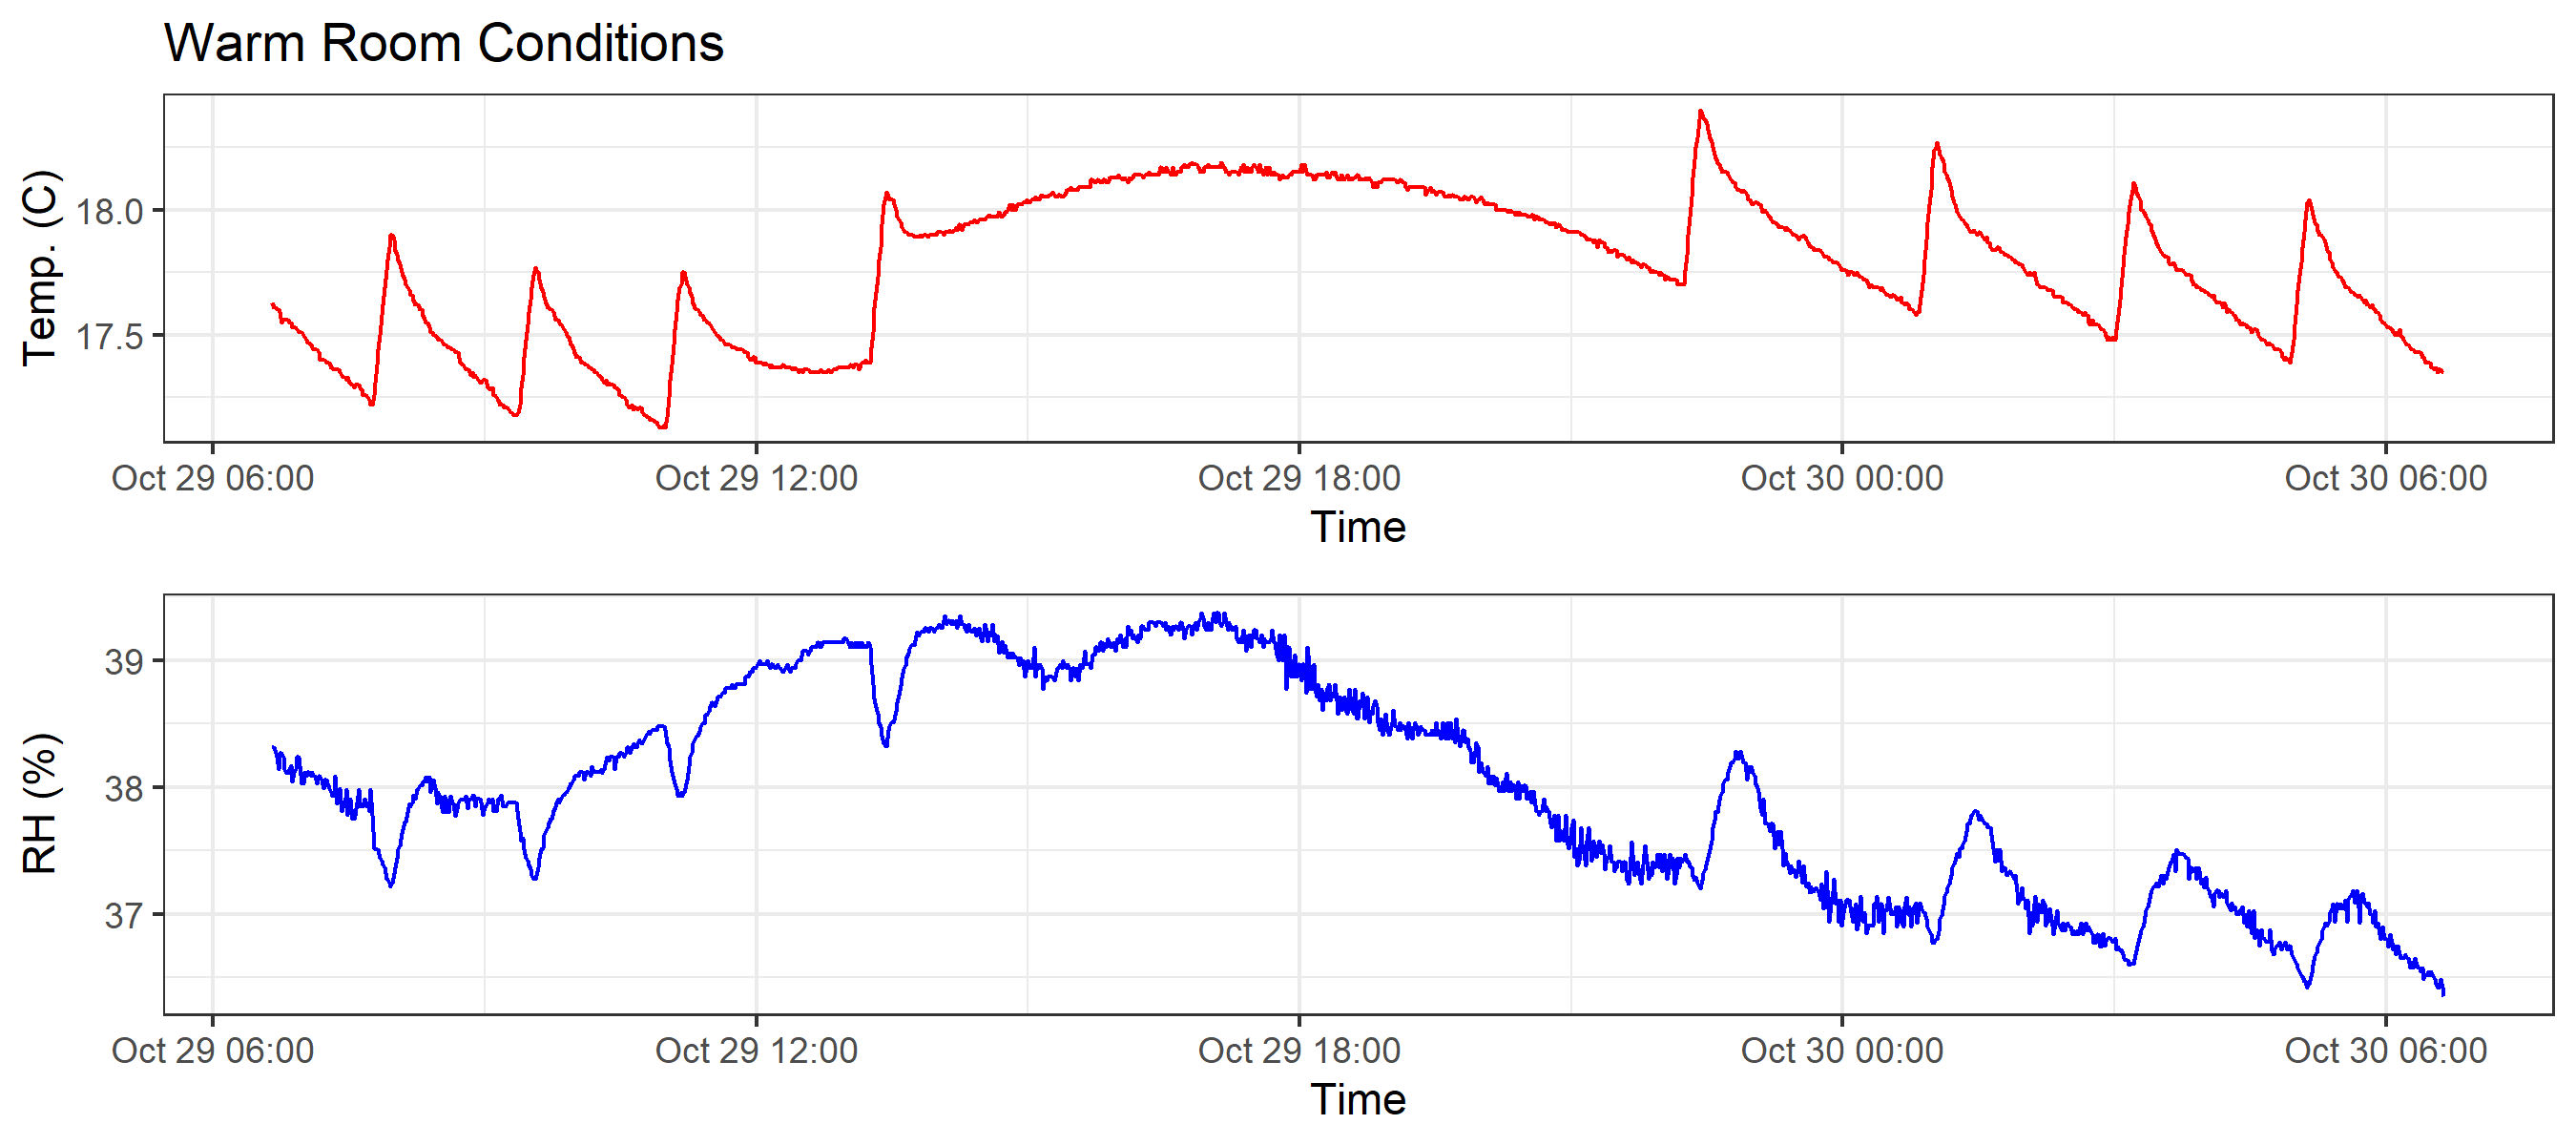 Warm Room Conditions
Temp. (C)
18.0
17.5
Oct 29 06:00 Oct 29 12:00 Oct 29 18:00 Oct 30 00:00 Oct 30 06:00
Time
RH (%)
39
38
37
Oct 29 06:00 Oct 29 12:00 Oct 29 18:00 Oct 30 00:00 Oct 30 06:00
Time